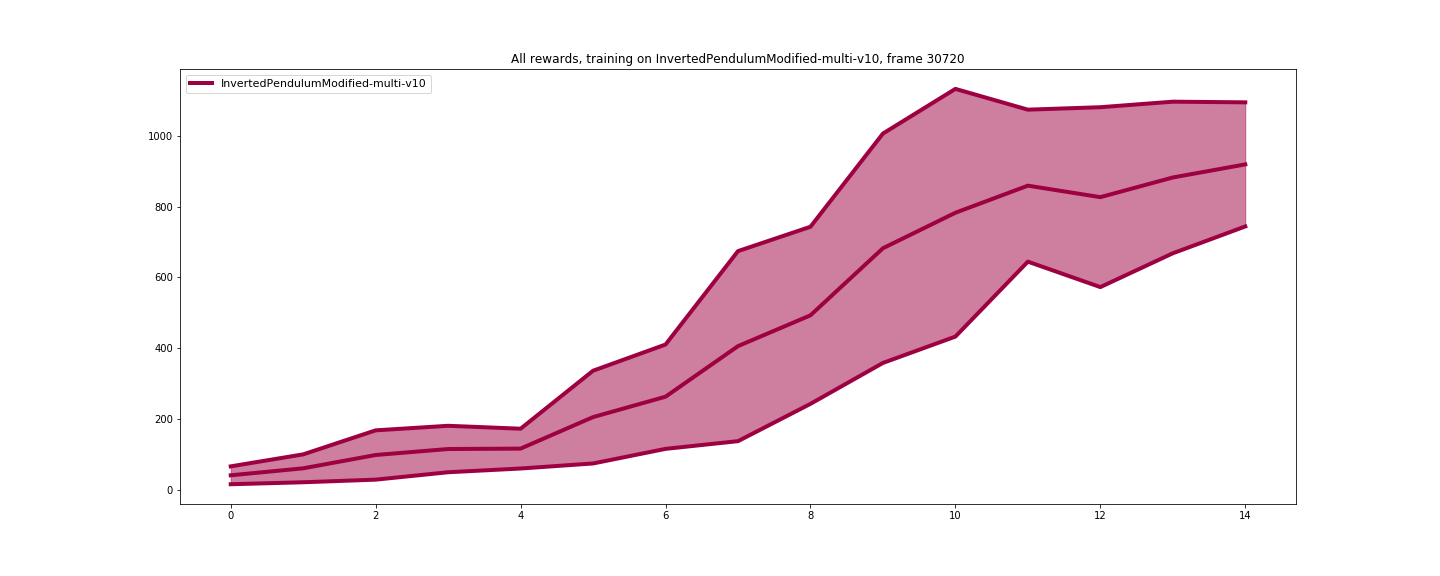 All rewards, training on InvertedPendulumModified-multi-v10, frame 30720
InvertedPendulumModified-multi-v10
1000
800
600
400
200
0
0 2 4 6 8 10 12 14